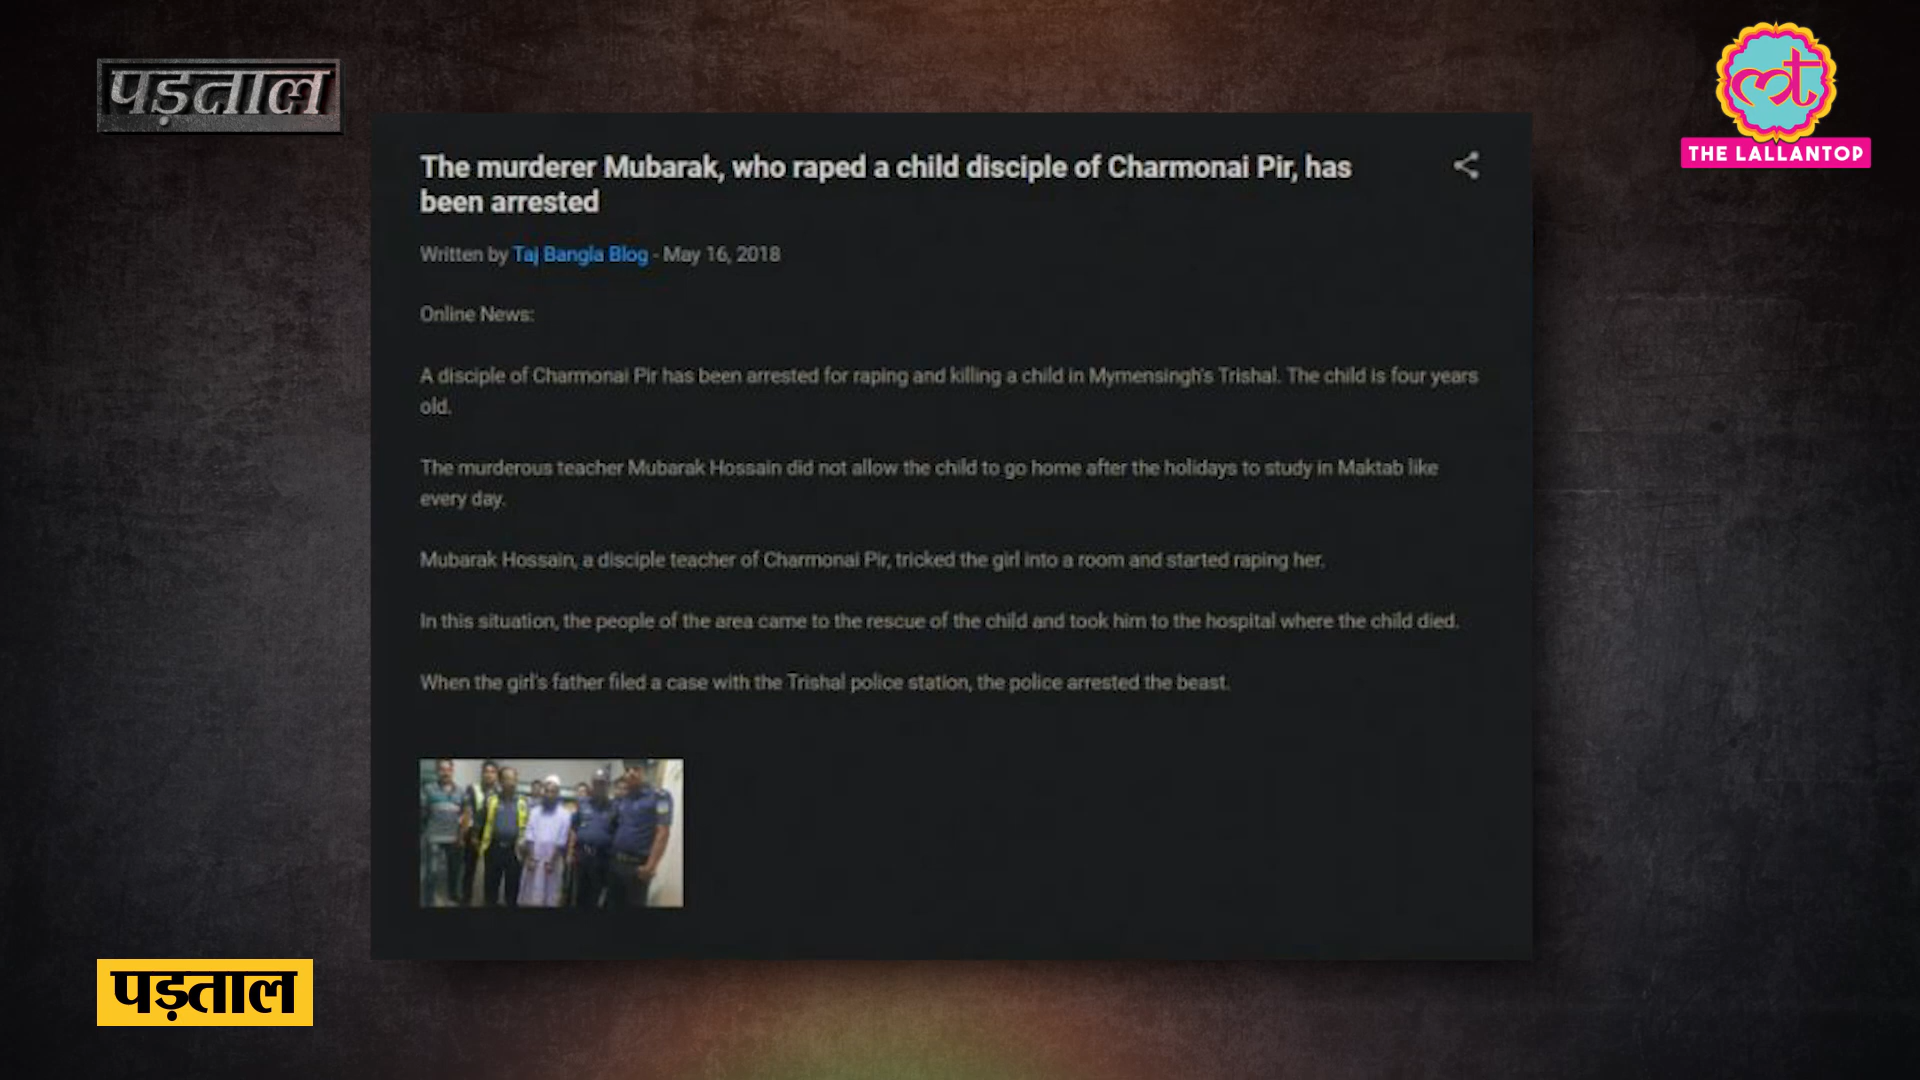 पड़ताल
THE LALLANTOP
The murderer Mubarak, who raped a child disciple of Charmonai Pir, has
been arrested
Written by Taj Bangla Blog - May 16, 2018
Online News:
A disciple of Charmonai Pir has been arrested for raping and killing a child in Mymensingh's Trishal. The child is four years
old.
The murderous teacher Mubarak Hossain did not allow the child to go home after the holidays to study in Maktab like
every day.
Mubarak Hossain, a disciple teacher of Charmonai Pir, tricked the girl into a room and started raping her.
In this situation, the people of the area came to the rescue of the child and took him to the hospital where the child died.
When the girl's father filed a case with the Trishal police station, the police arrested the beast.
पड़ताल